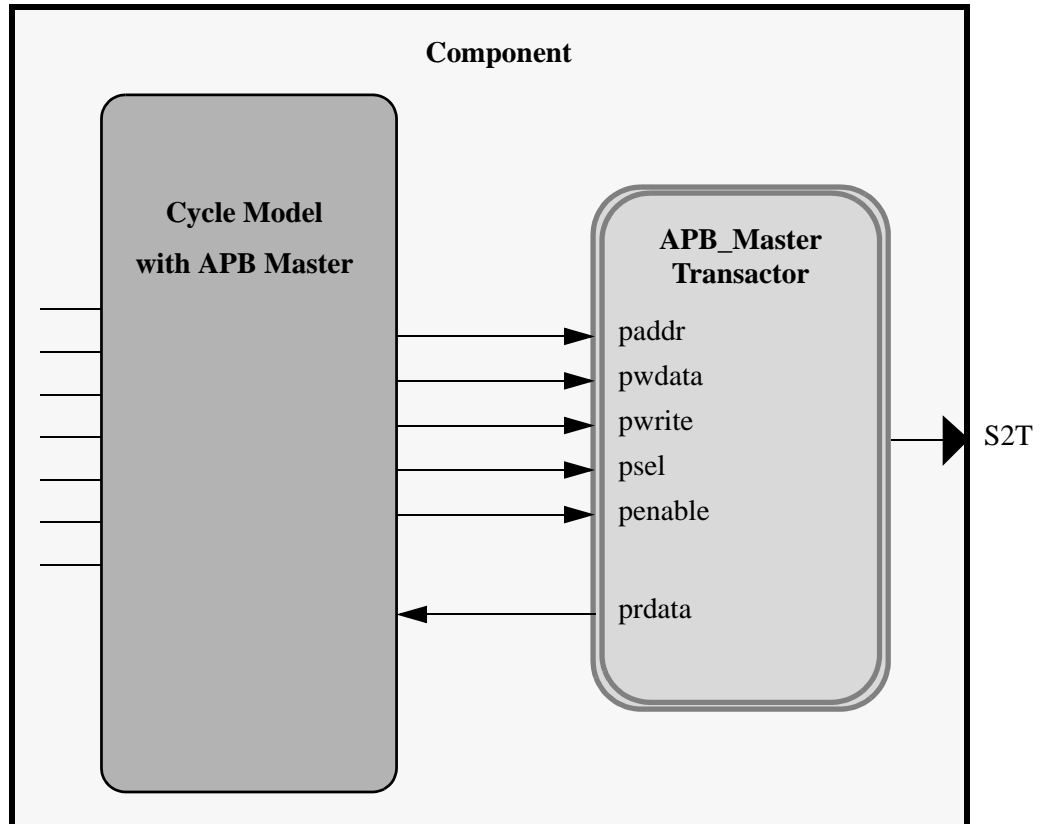 Component
Cycle Model
with APB Master
APB_Master
Transactor
paddr
pwdata
pwrite
psel
penable
prdata
S2T